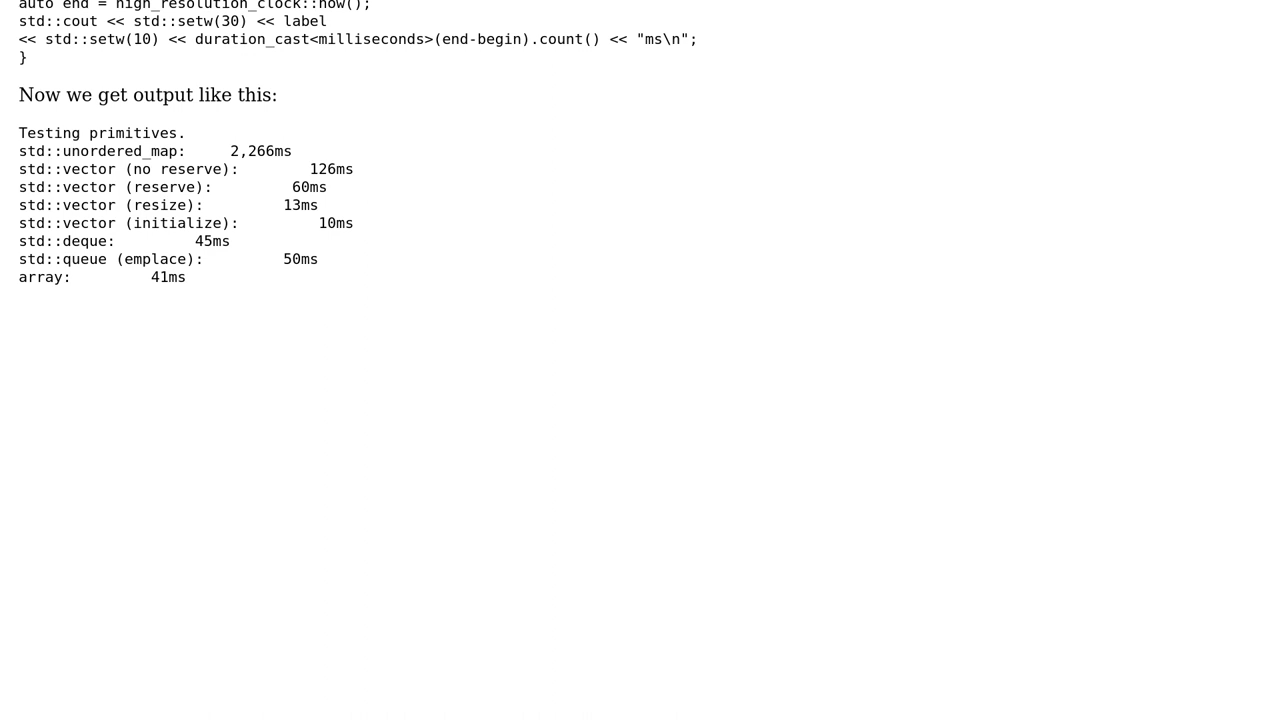 auto end = high_resolution_clock::now();
std::cout << std::setw(30) << label
<< std::setw(10) << duration_cast<milliseconds>(end-begin).count() << "ms\n";
}
Now we get output like this:
Testing primitives.
std::unordered_map:     2,266ms
std::vector (no reserve):        126ms
std::vector (reserve):         60ms
std::vector (resize):         13ms
std::vector (initialize):         10ms
std::deque:         45ms
std::queue (emplace):         50ms
array:         41ms